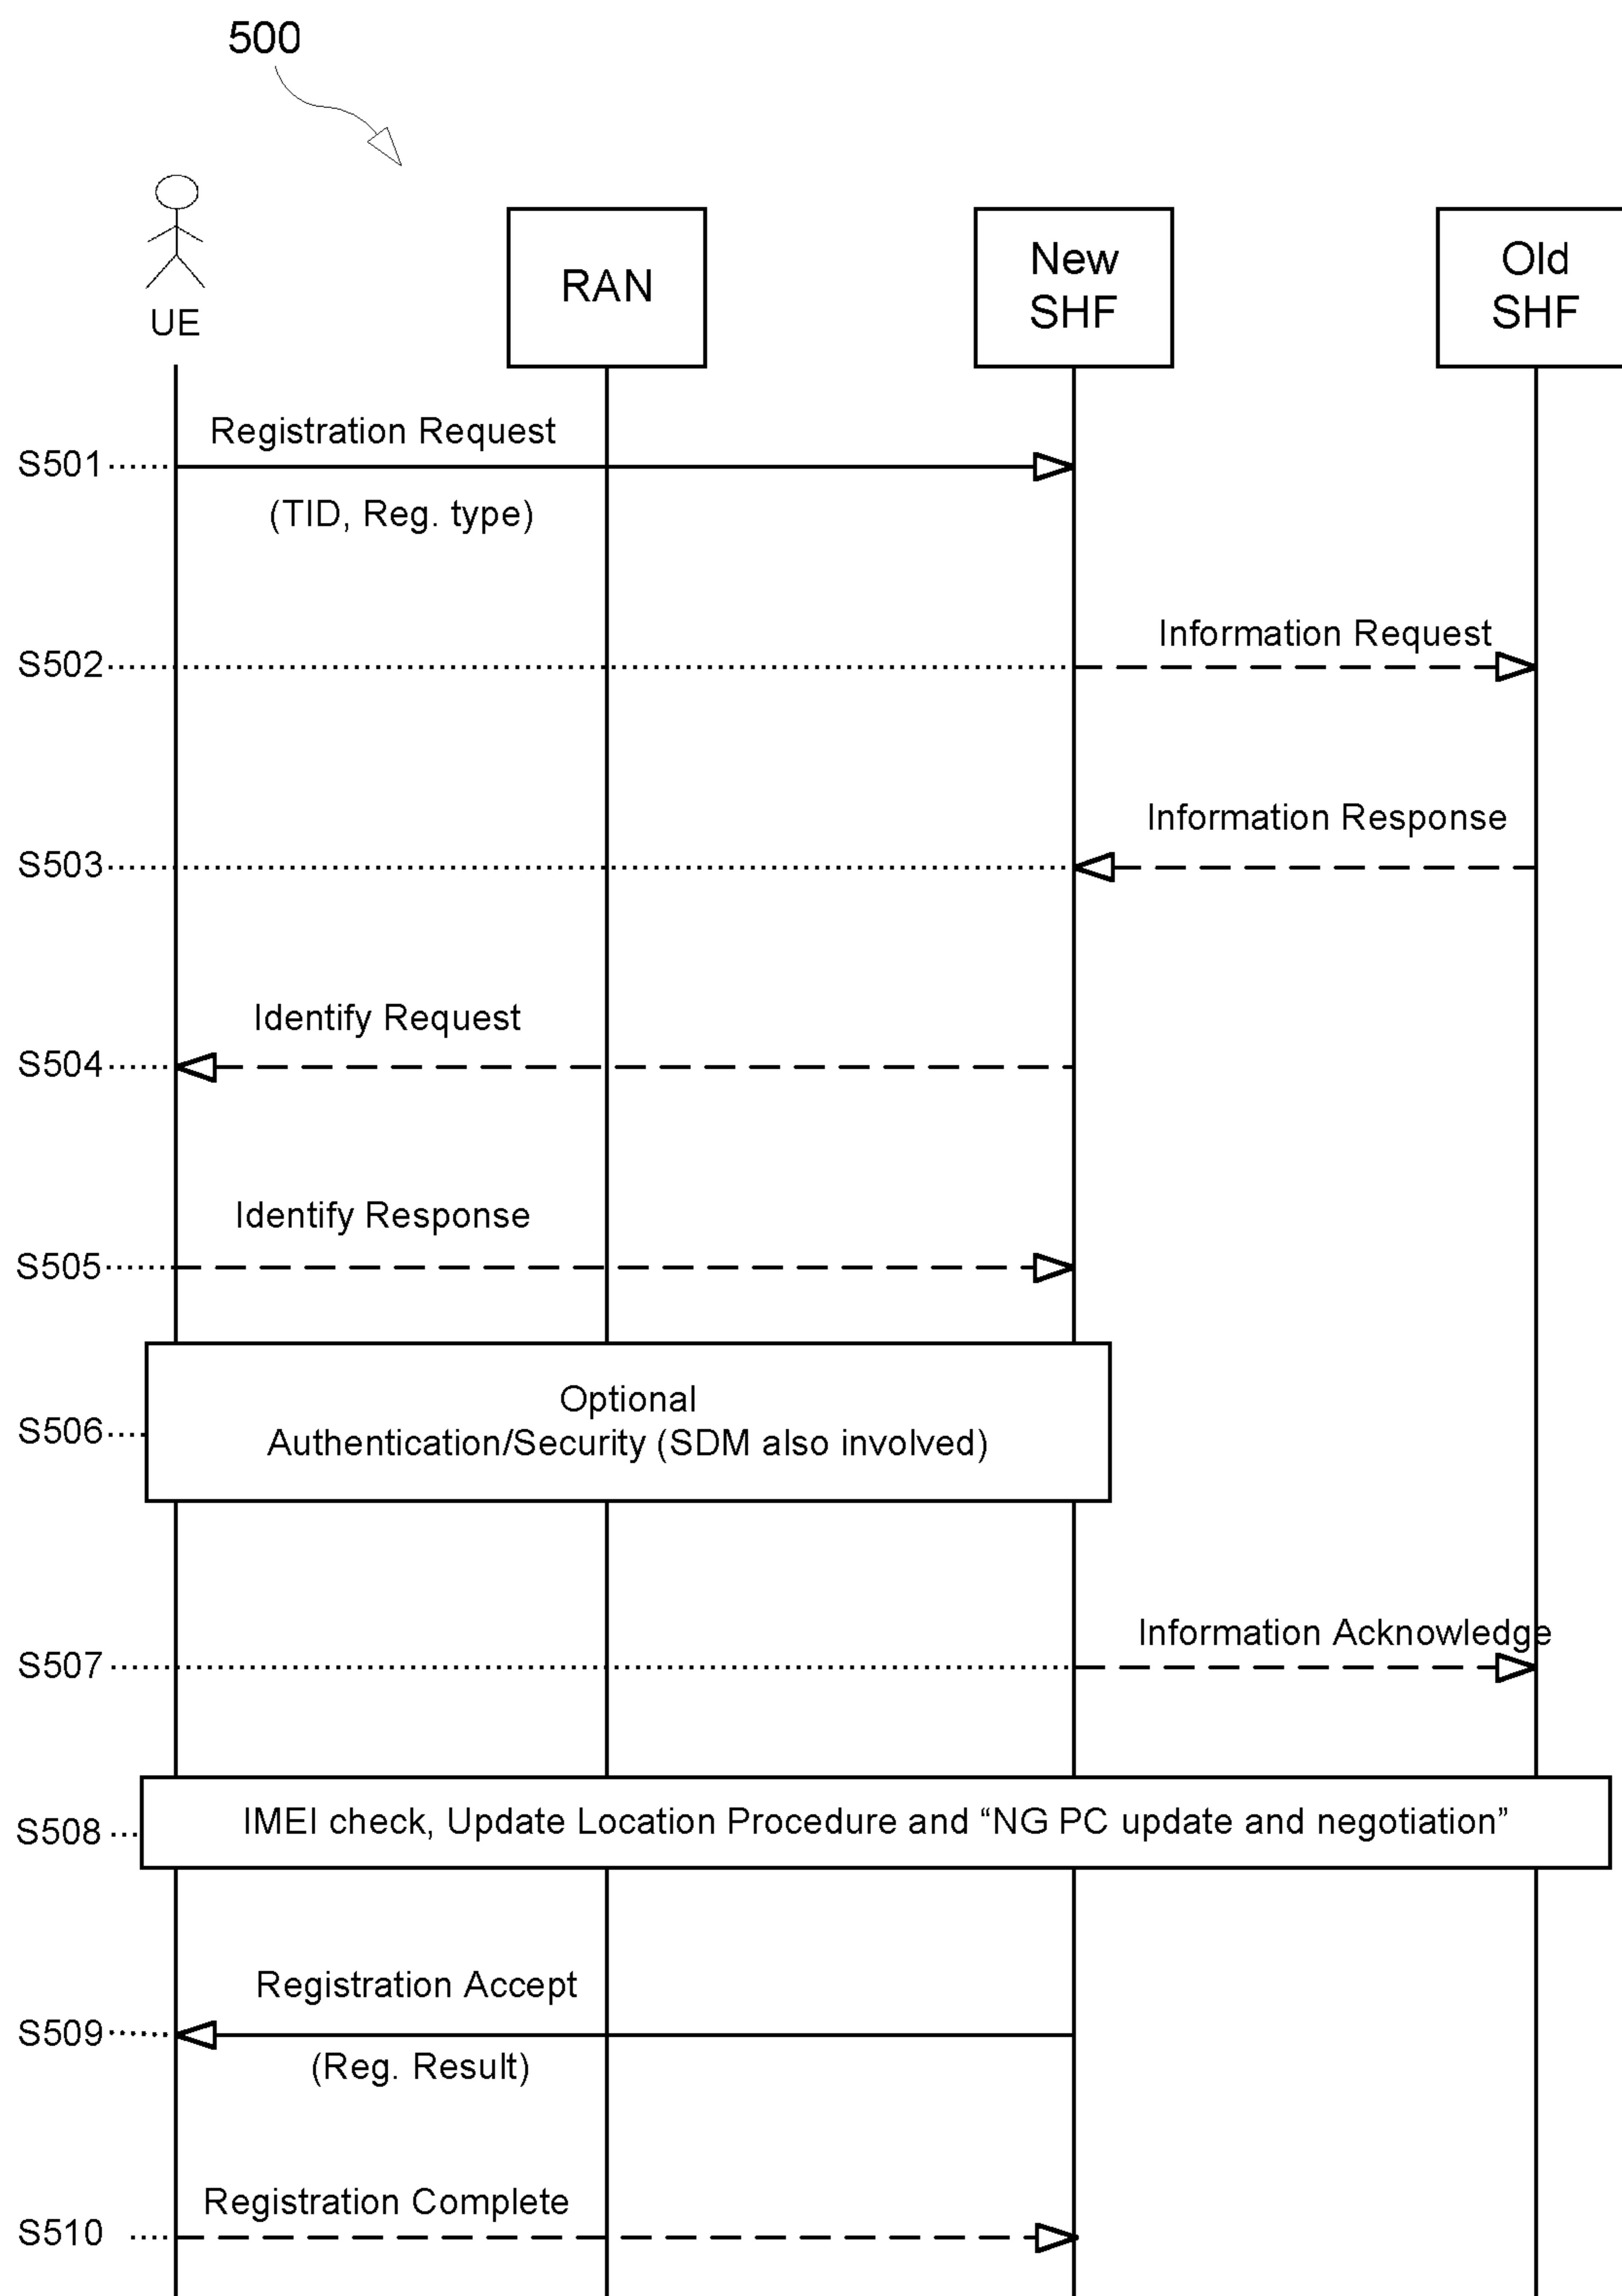 500
UE
RAN
New
SHF
Old
SHF
Registration Request
S501
(TID, Reg. type)
Information Request
S502
Information Response
S503
Identify Request
S504
Identify Response
S505
Optional
S506
Authentication/Security (SDM also involved)
Information Acknowledge
S507
IMEI check, Update Location Procedure and “NG PC update and negotiation”
S508
Registration Accept
S509
(Reg. Result)
Registration Complete
S510